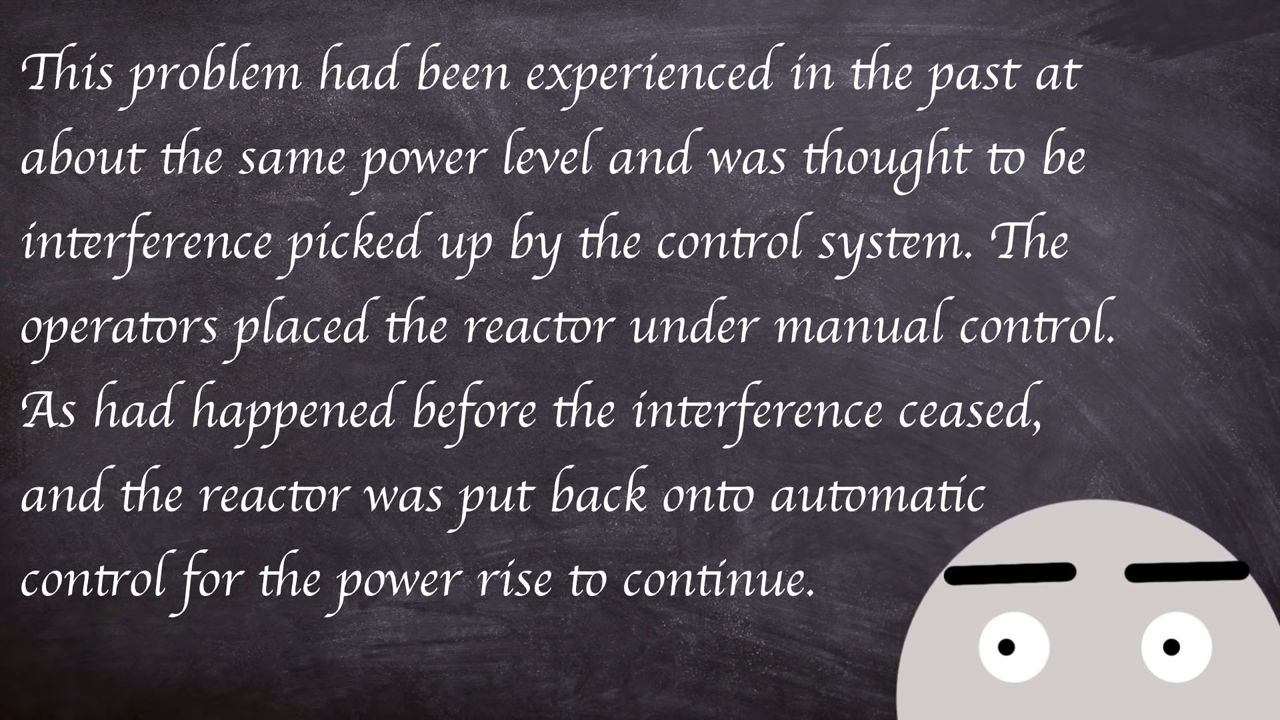 This problem had been experienced in the past at
about the same power level and was thought to be
interference picked up by the control system. The
operators placed the reactor under manual control.
As had happened before the interference ceased,
and the reactor was put back onto automatic
control for the power rise to continue.